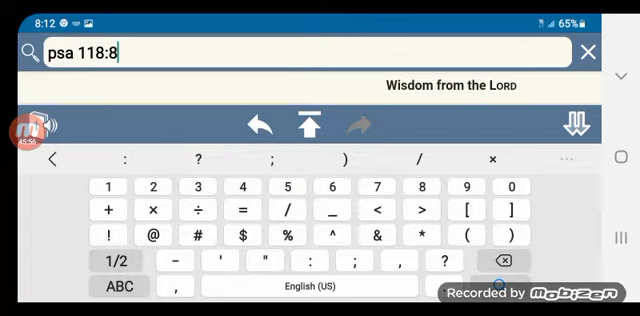 8:12 65%
psa 118:8
Wisdom from the LORD
45:56
: ? ; ) / × ...
1 2 3 4 5 6 7 8 9 0
+ × ÷ = / _ < > [ ]
! @ # $ % ^ & * ( )
1/2 - ' " : ; , ?
ABC , English (US) .
Recorded by MOBIZEN